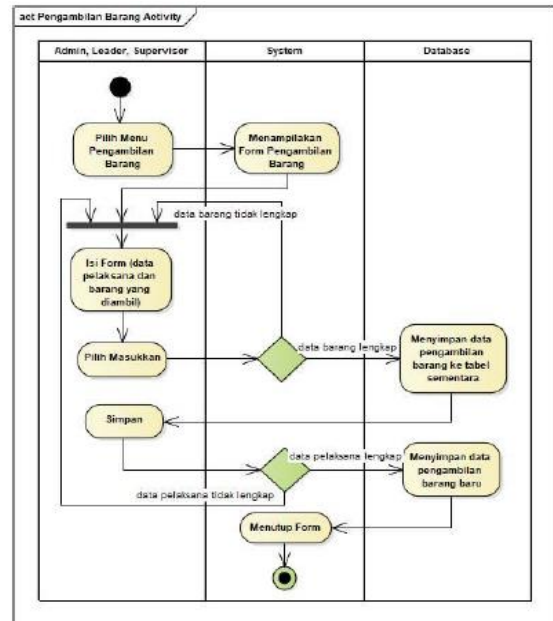 act Pengambilan Barang Activity
Admin, Leader, Supervisor
System
Database
Pilih Menu
Pengambilan
Barang
Menampilakan
Form Pengambilan
Barang
data barang tidak lengkap
Isi Form (data
pelaksana dan
barang yang
diambil)
Pilih Masukkan
data barang lengkap
Menyimpan data
pengambilan
barang ke tabel
sementara
Simpan
data pelaksana lengkap
Menyimpan data
pengambilan
barang baru
data pelaksana tidak lengkap
Menutup Form